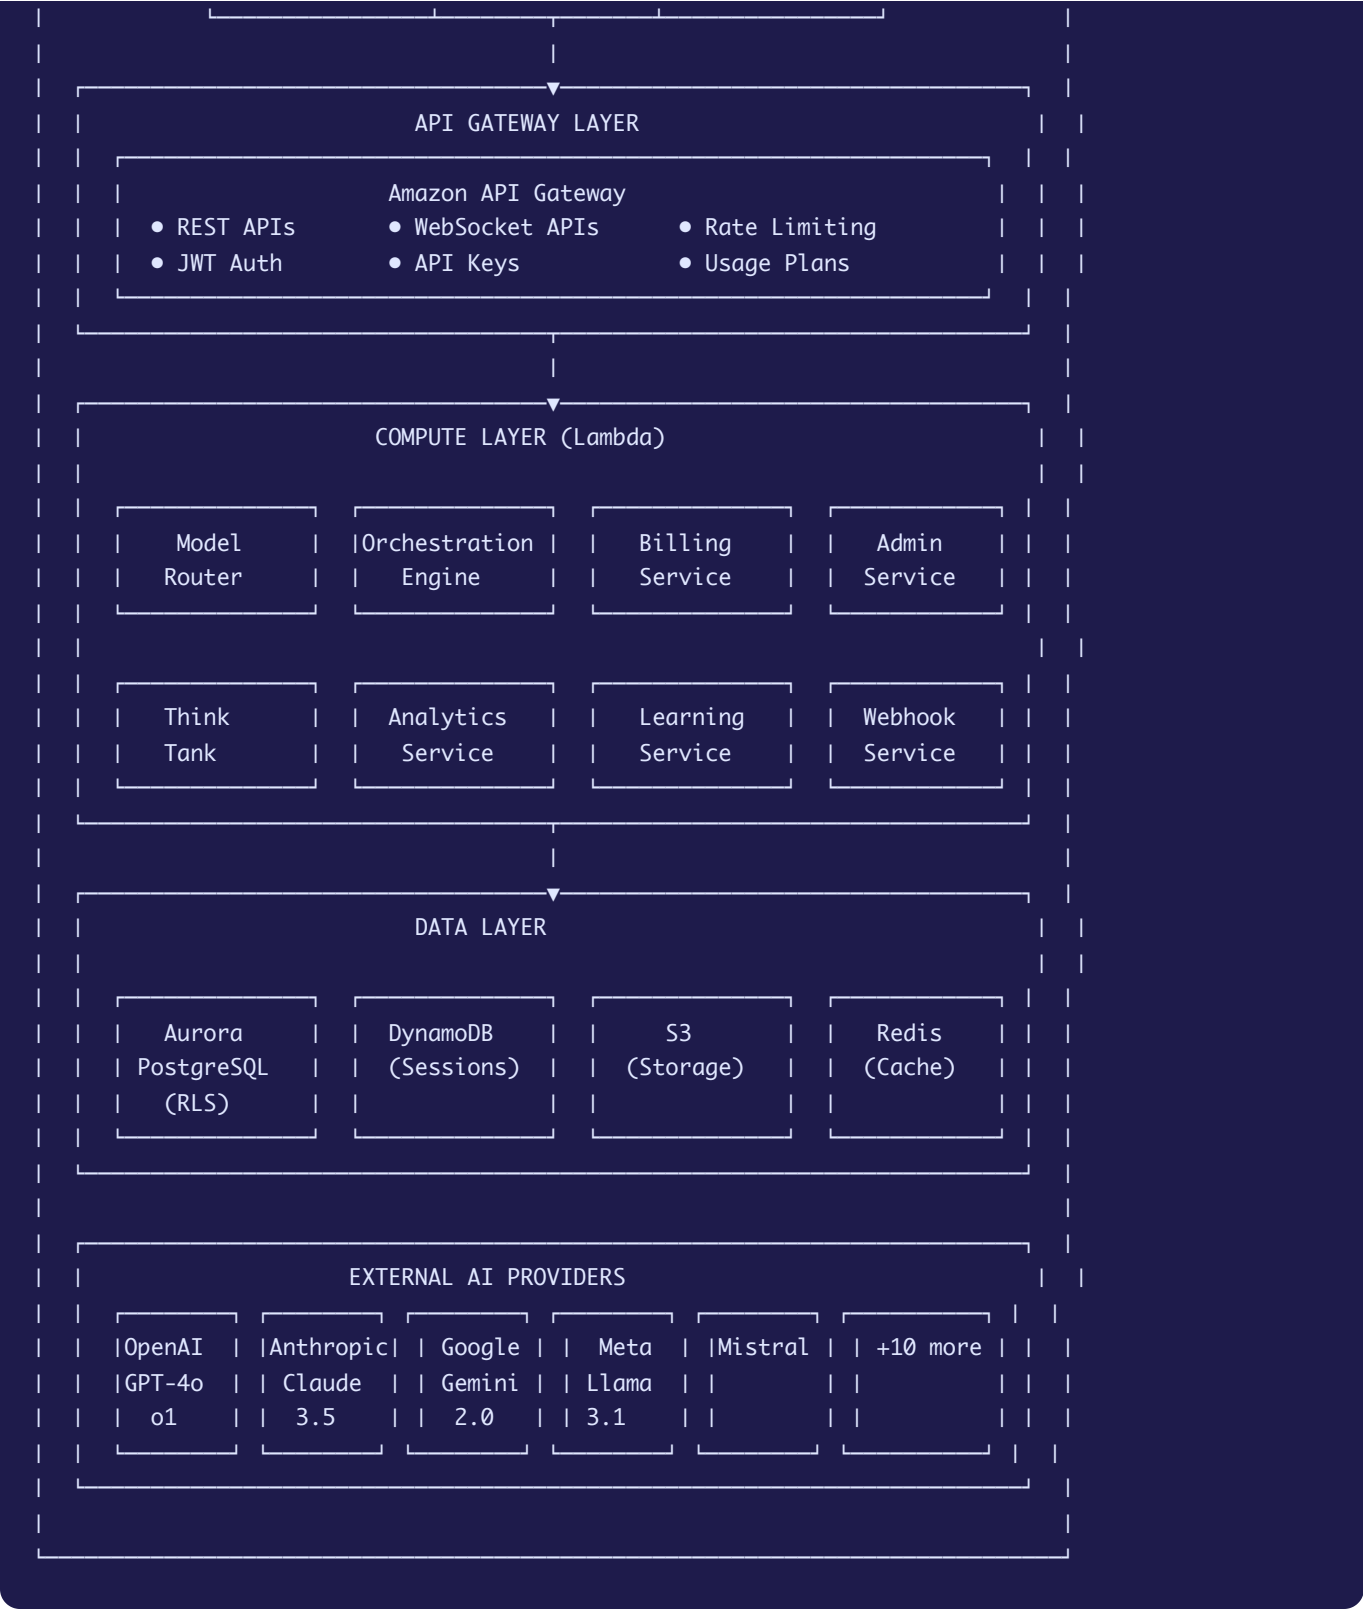 API GATEWAY LAYER
Amazon API Gateway
● REST APIs ● WebSocket APIs ● Rate Limiting
● JWT Auth ● API Keys ● Usage Plans
COMPUTE LAYER (Lambda)
Model Orchestration Billing Admin
Router Engine Service Service
Think Analytics Learning Webhook
Tank Service Service Service
DATA LAYER
Aurora DynamoDB S3 Redis
PostgreSQL (Sessions) (Storage) (Cache)
(RLS)
EXTERNAL AI PROVIDERS
OpenAI Anthropic Google Meta Mistral +10 more
GPT-4o Claude Gemini Llama
o1 3.5 2.0 3.1